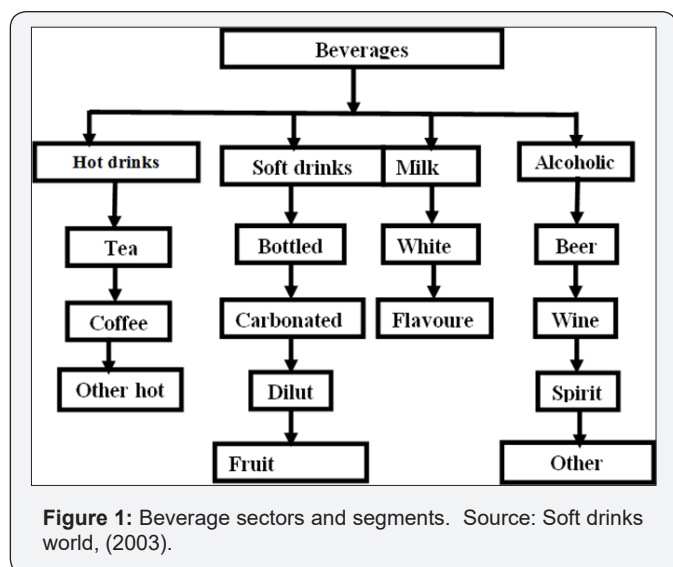 Beverages
Hot drinks
Soft drinks
Milk
Alcoholic
Tea
Bottled
White
Beer
Coffee
Carbonated
Flavoure
Wine
Other hot
Dilut
Spirit
Fruit
Other
Figure 1: Beverage sectors and segments. Source: Soft drinks
world, (2003).